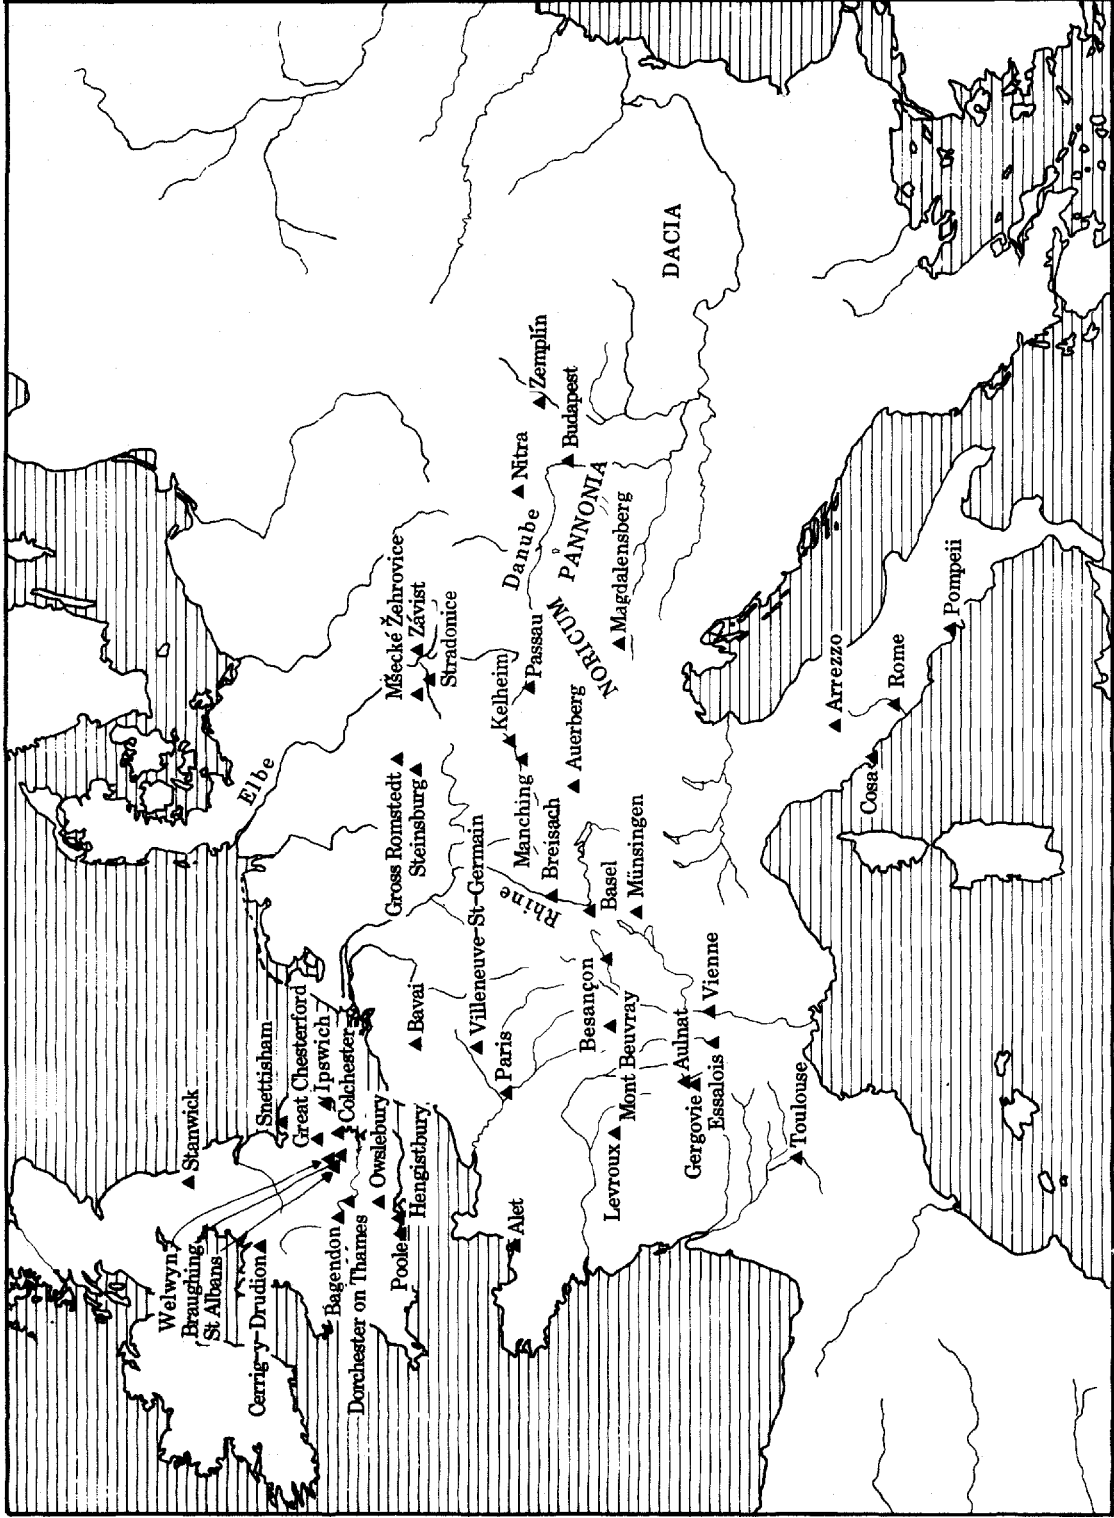 Stanwick
Welwyn
Braughing
St Albans
Cerrig-y-Drudion
Snettisham
Great Chesterford
Ipswich
Colchester
Bagendon
Dorchester on Thames
Owslebury
Poole
Hengistbury
Elbe
Gross Romstedt
Steinsburg
Mšecké Žehrovice
Závist
Stradonice
Bavai
Villeneuve-St-Germain
Paris
Alet
Rhine
Manching
Kelheim
Breisach
Passau
Danube
Nitra
Zemplín
Budapest
Auerberg
Basel
Münsingen
NORICUM
PANNONIA
Magdalensberg
DACIA
Besançon
Mont Beuvray
Levroux
Aulnat
Gergovie
Essalois
Vienne
Toulouse
Arrezzo
Cosa
Rome
Pompeii